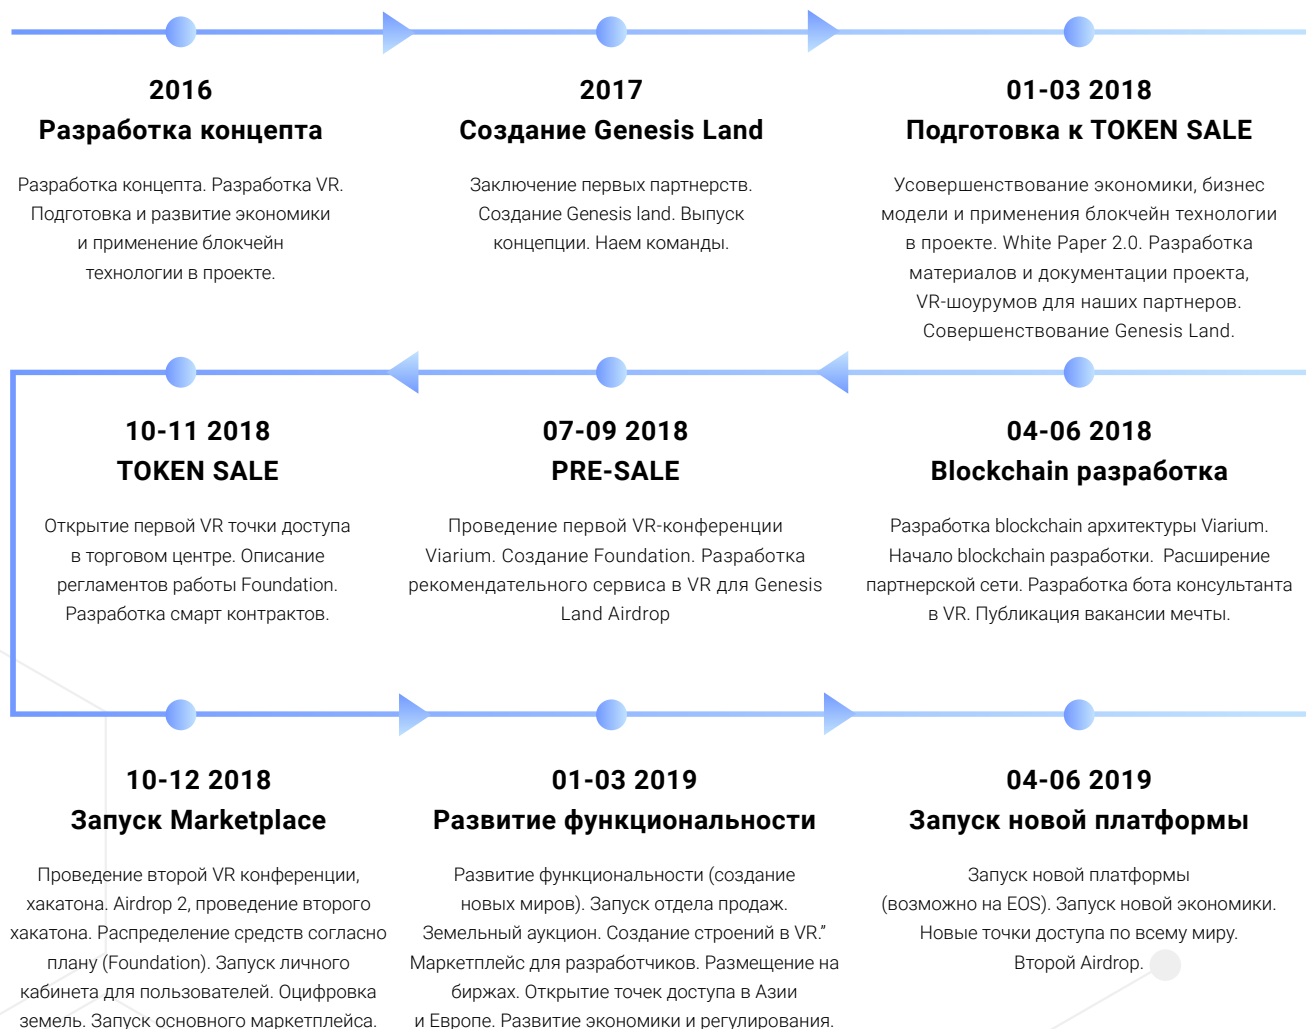 2016
Разработка концепта
Разработка концепта. Разработка VR.
Подготовка и развитие экономики
и применение блокчейн
технологии в проекте.
2017
Создание Genesis Land
Заключение первых партнерств.
Создание Genesis land. Выпуск
концепции. Наем команды.
01-03 2018
Подготовка к TOKEN SALE
Усовершенствование экономики, бизнес
модели и применения блокчейн технологии
в проекте. White Paper 2.0. Разработка
материалов и документации проекта,
VR-шоурумов для наших партнеров.
Совершенствование Genesis Land.
10-11 2018
TOKEN SALE
Открытие первой VR точки доступа
в торговом центре. Описание
регламентов работы Foundation.
Разработка смарт контрактов.
07-09 2018
PRE-SALE
Проведение первой VR-конференции
Viarium. Создание Foundation. Разработка
рекомендательного сервиса в VR для Genesis
Land Airdrop
04-06 2018
Blockchain разработка
Разработка blockchain архитектуры Viarium.
Начало blockchain разработки. Расширение
партнерской сети. Разработка бота консультанта
в VR. Публикация вакансии мечты.
10-12 2018
Запуск Marketplace
Проведение второй VR конференции,
хакатона. Airdrop 2, проведение второго
хакатона. Распределение средств согласно
плану (Foundation). Запуск личного
кабинета для пользователей. Оцифровка
земель. Запуск основного маркетплейса.
01-03 2019
Развитие функциональности
Развитие функциональности (создание
новых миров). Запуск отдела продаж.
Земельный аукцион. Создание строений в VR.”
Маркетплейс для разработчиков. Размещение на
биржах. Открытие точек доступа в Азии
и Европе. Развитие экономики и регулирования.
04-06 2019
Запуск новой платформы
Запуск новой платформы
(возможно на EOS). Запуск новой экономики.
Новые точки доступа по всему миру.
Второй Airdrop.